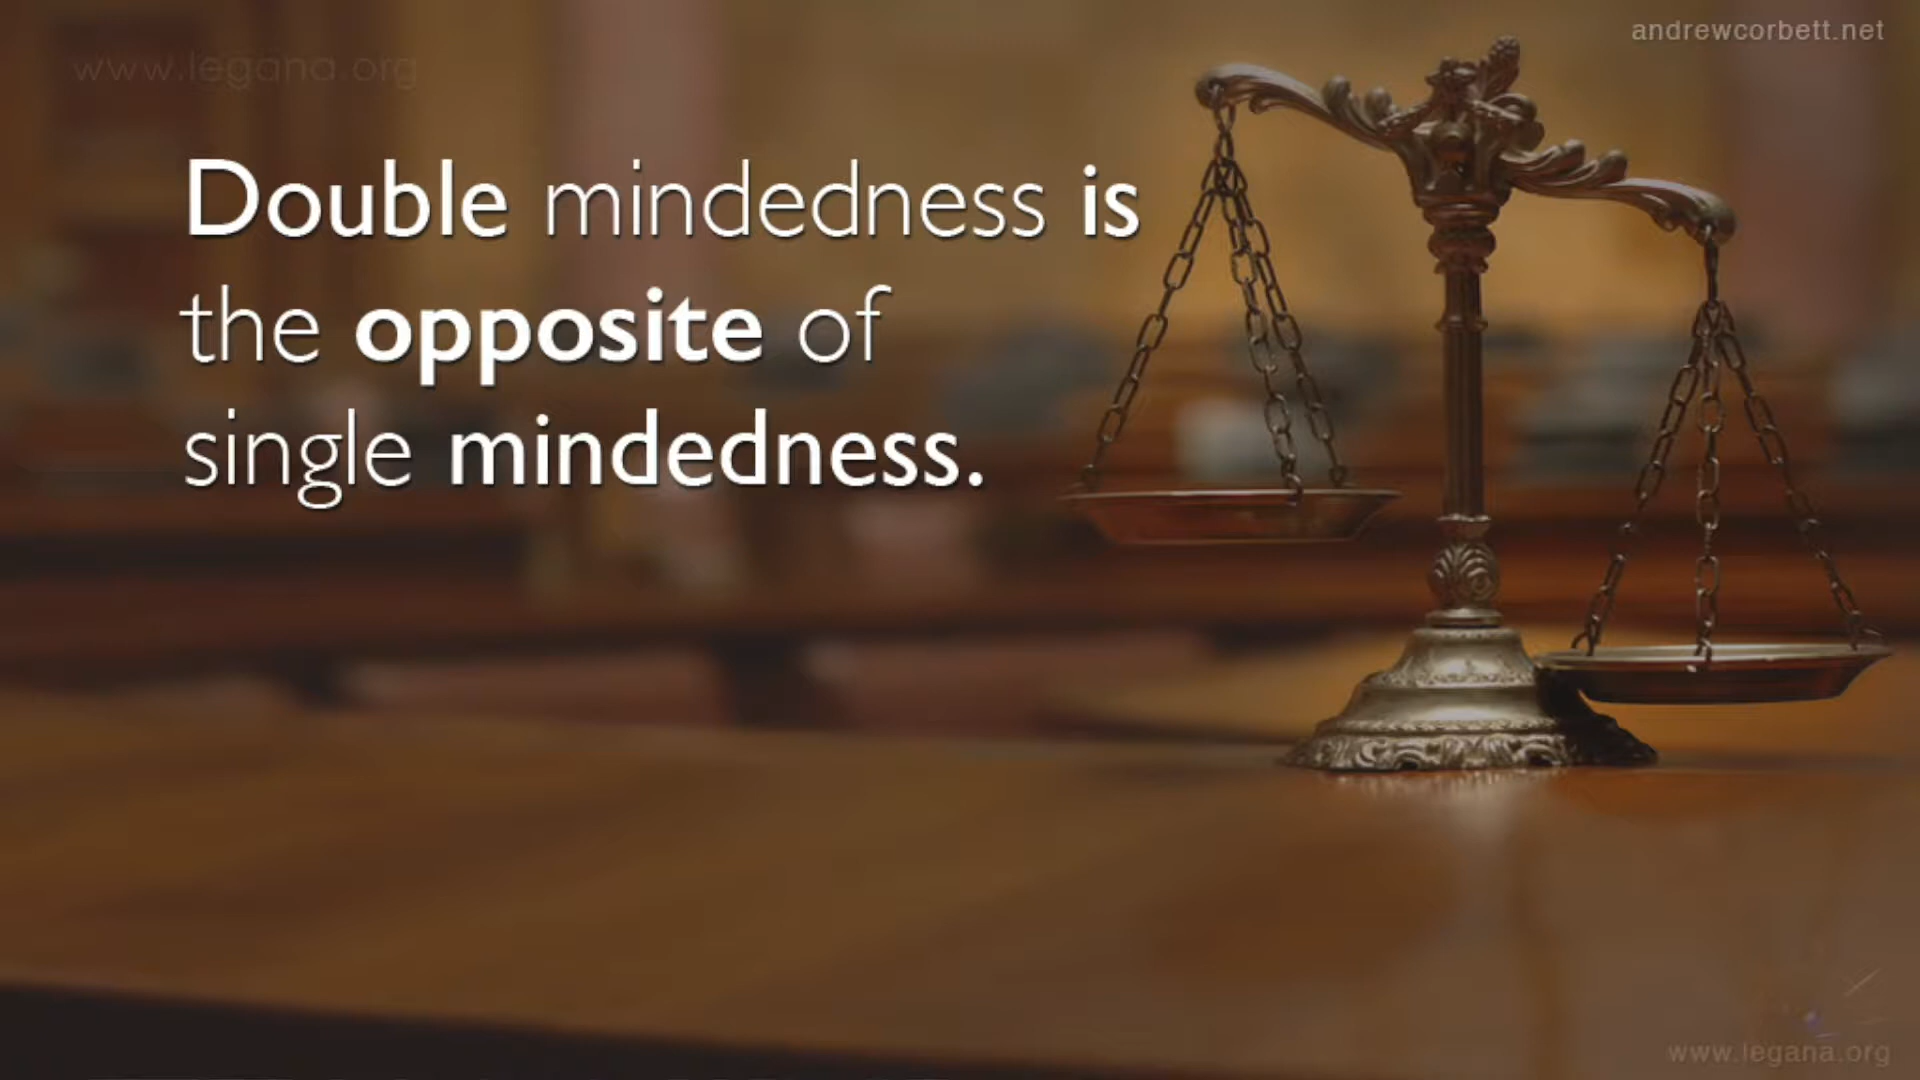 andrewcorbett.net
www.legana.org
Double mindedness is
the opposite of
single mindedness.
www.legana.org